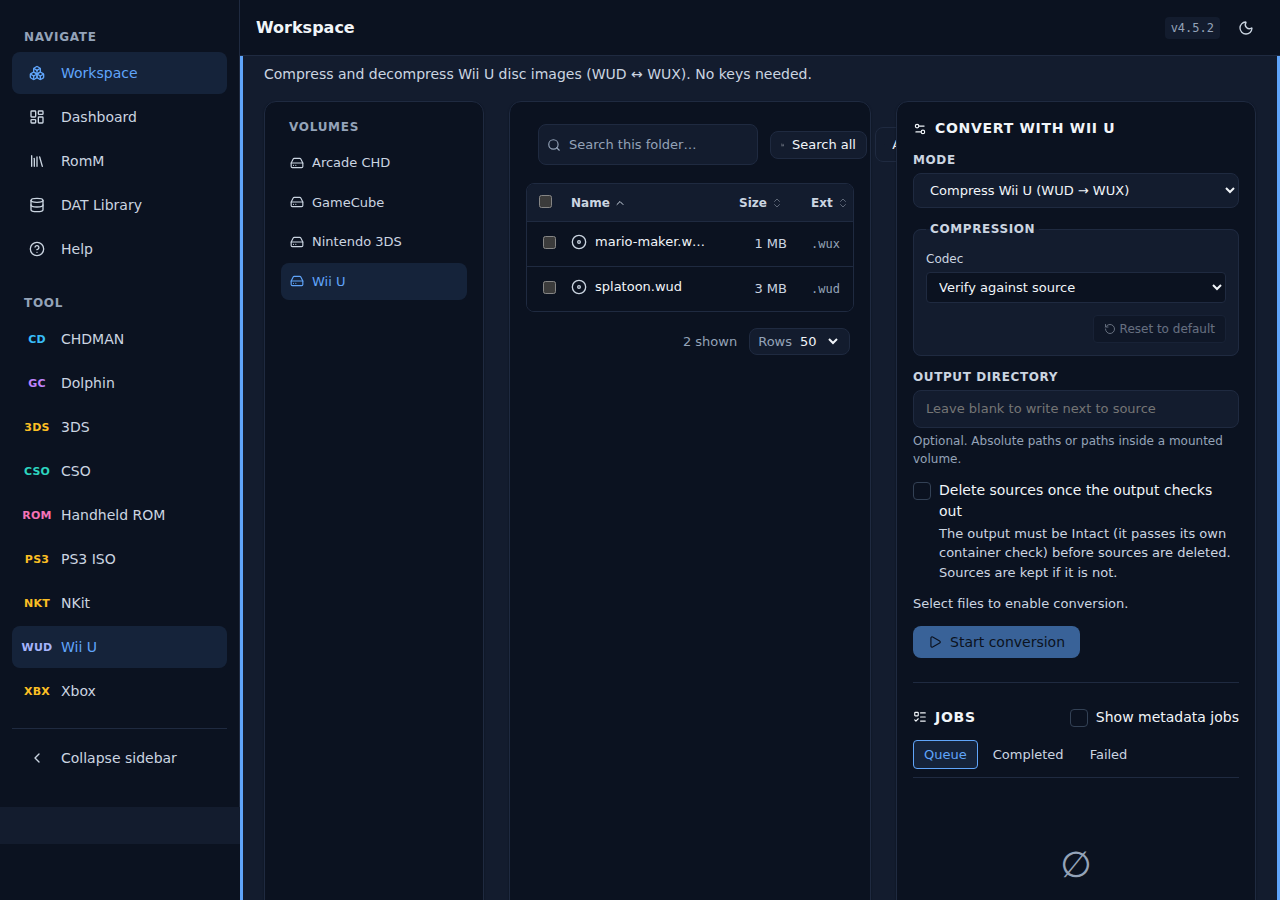 NAVIGATE
Workspace
Dashboard
RomM
DAT Library
Help
TOOL
CD CHDMAN
GC Dolphin
3DS 3DS
CSO CSO
ROM Handheld ROM
PS3 PS3 ISO
NKT NKit
WUD Wii U
XBX Xbox
Collapse sidebar
Workspace
v4.5.2
Compress and decompress Wii U disc images (WUD ↔ WUX). No keys needed.
VOLUMES
Arcade CHD
GameCube
Nintendo 3DS
Wii U
Search this folder…
Search all
Name Size Ext
mario-maker.w… 1 MB .wux
splatoon.wud 3 MB .wud
2 shown Rows 50
CONVERT WITH WII U
MODE
Compress Wii U (WUD → WUX)
COMPRESSION
Codec
Verify against source
Reset to default
OUTPUT DIRECTORY
Leave blank to write next to source
Optional. Absolute paths or paths inside a mounted
volume.
Delete sources once the output checks
out
The output must be Intact (it passes its own
container check) before sources are deleted.
Sources are kept if it is not.
Select files to enable conversion.
Start conversion
JOBS
Show metadata jobs
Queue Completed Failed